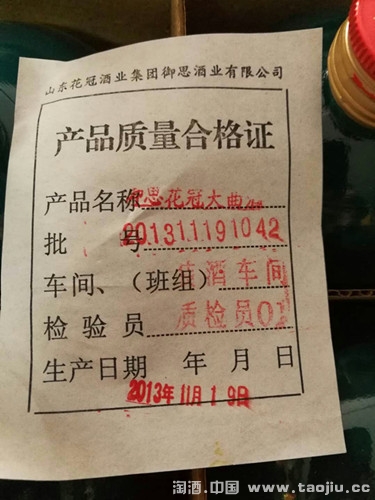 山东花冠酒业集团御思酒业有限公司
产品质量合格证
产品名称 御思花冠大曲
批 号 201311191042
车间、（班组） 酒车间
检验员 质检员01
生产日期 年 月 日
2013年11月19日
淘酒.中国 www.taojiu.cc